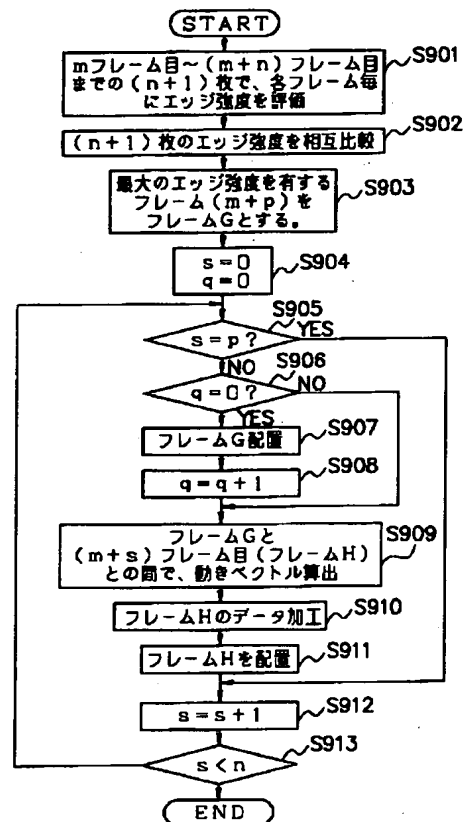 START
mフレーム目～(m+n)フレーム目
までの(n+1)枚で、各フレーム毎
にエッジ強度を評価
S901
S902
(n+1)枚のエッジ強度を相互比較
最大のエッジ強度を有する
フレーム(m+p)を
フレームGとする。
S903
s=0
q=0
S904
S905
s=p?
YES
NO
S906
q=0?
NO
YES
フレームG配置
S907
q=q+1
S908
フレームGと
(m+s)フレーム目(フレームH)
との間で、動きベクトル算出
S909
フレームHのデータ加工
S910
フレームHを配置
S911
s=s+1
S912
s<n
S913
END